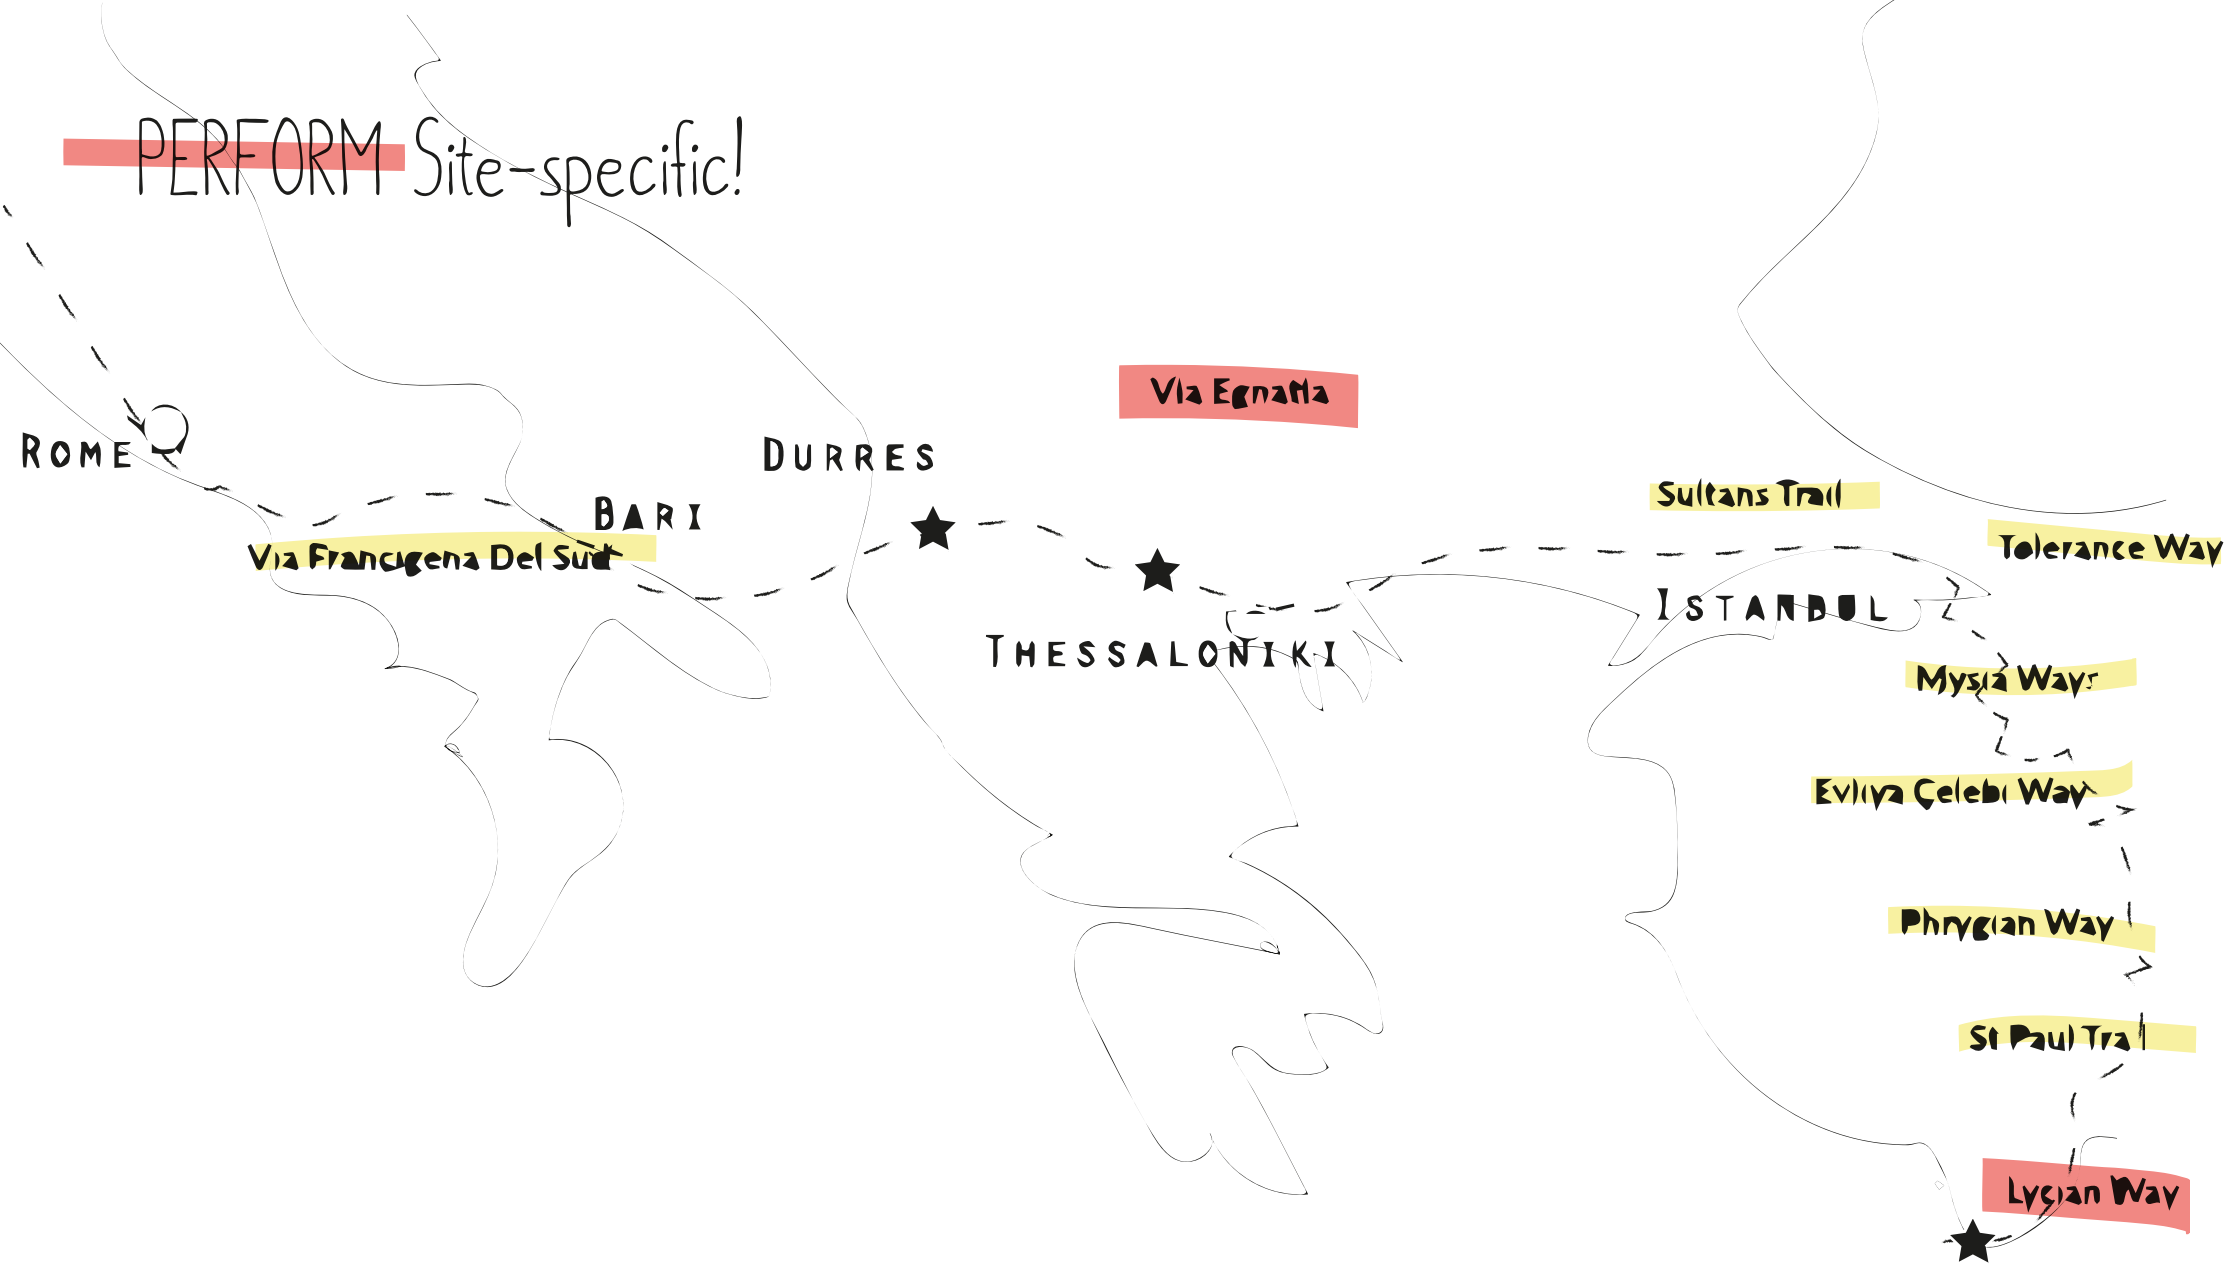 PERFORM Site-specific!
Via Egnatia
Rome
Durres
Bari
Via Francigena Del Sud
Sultans Trail
Tolerance Way
Istanbul
Thessaloniki
Mysia Ways
Evliya Çelebi Way
Phrygian Way
St Paul Trail
Lycian Way